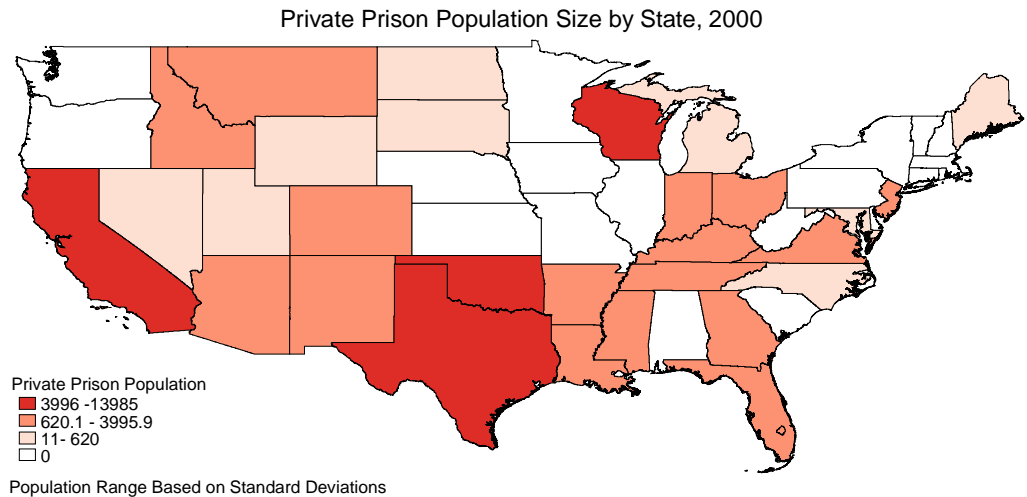 Private Prison Population Size by State, 2000
Private Prison Population
3996 -13985
620.1 - 3995.9
11- 620
0
Population Range Based on Standard Deviations